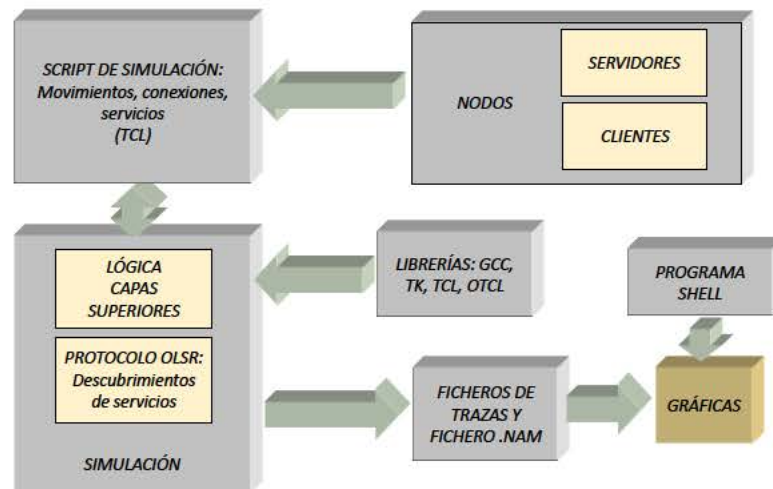 SCRIPT DE SIMULACIÓN:
Movimientos, conexiones,
servicios
(TCL)
NODOS
SERVIDORES
CLIENTES
LÓGICA
CAPAS
SUPERIORES
PROTOCOLO OLSR:
Descubrimientos
de servicios
SIMULACIÓN
LIBRERÍAS: GCC,
TK, TCL, OTCL
PROGRAMA
SHELL
FICHEROS DE
TRAZAS Y
FICHERO .NAM
GRÁFICAS